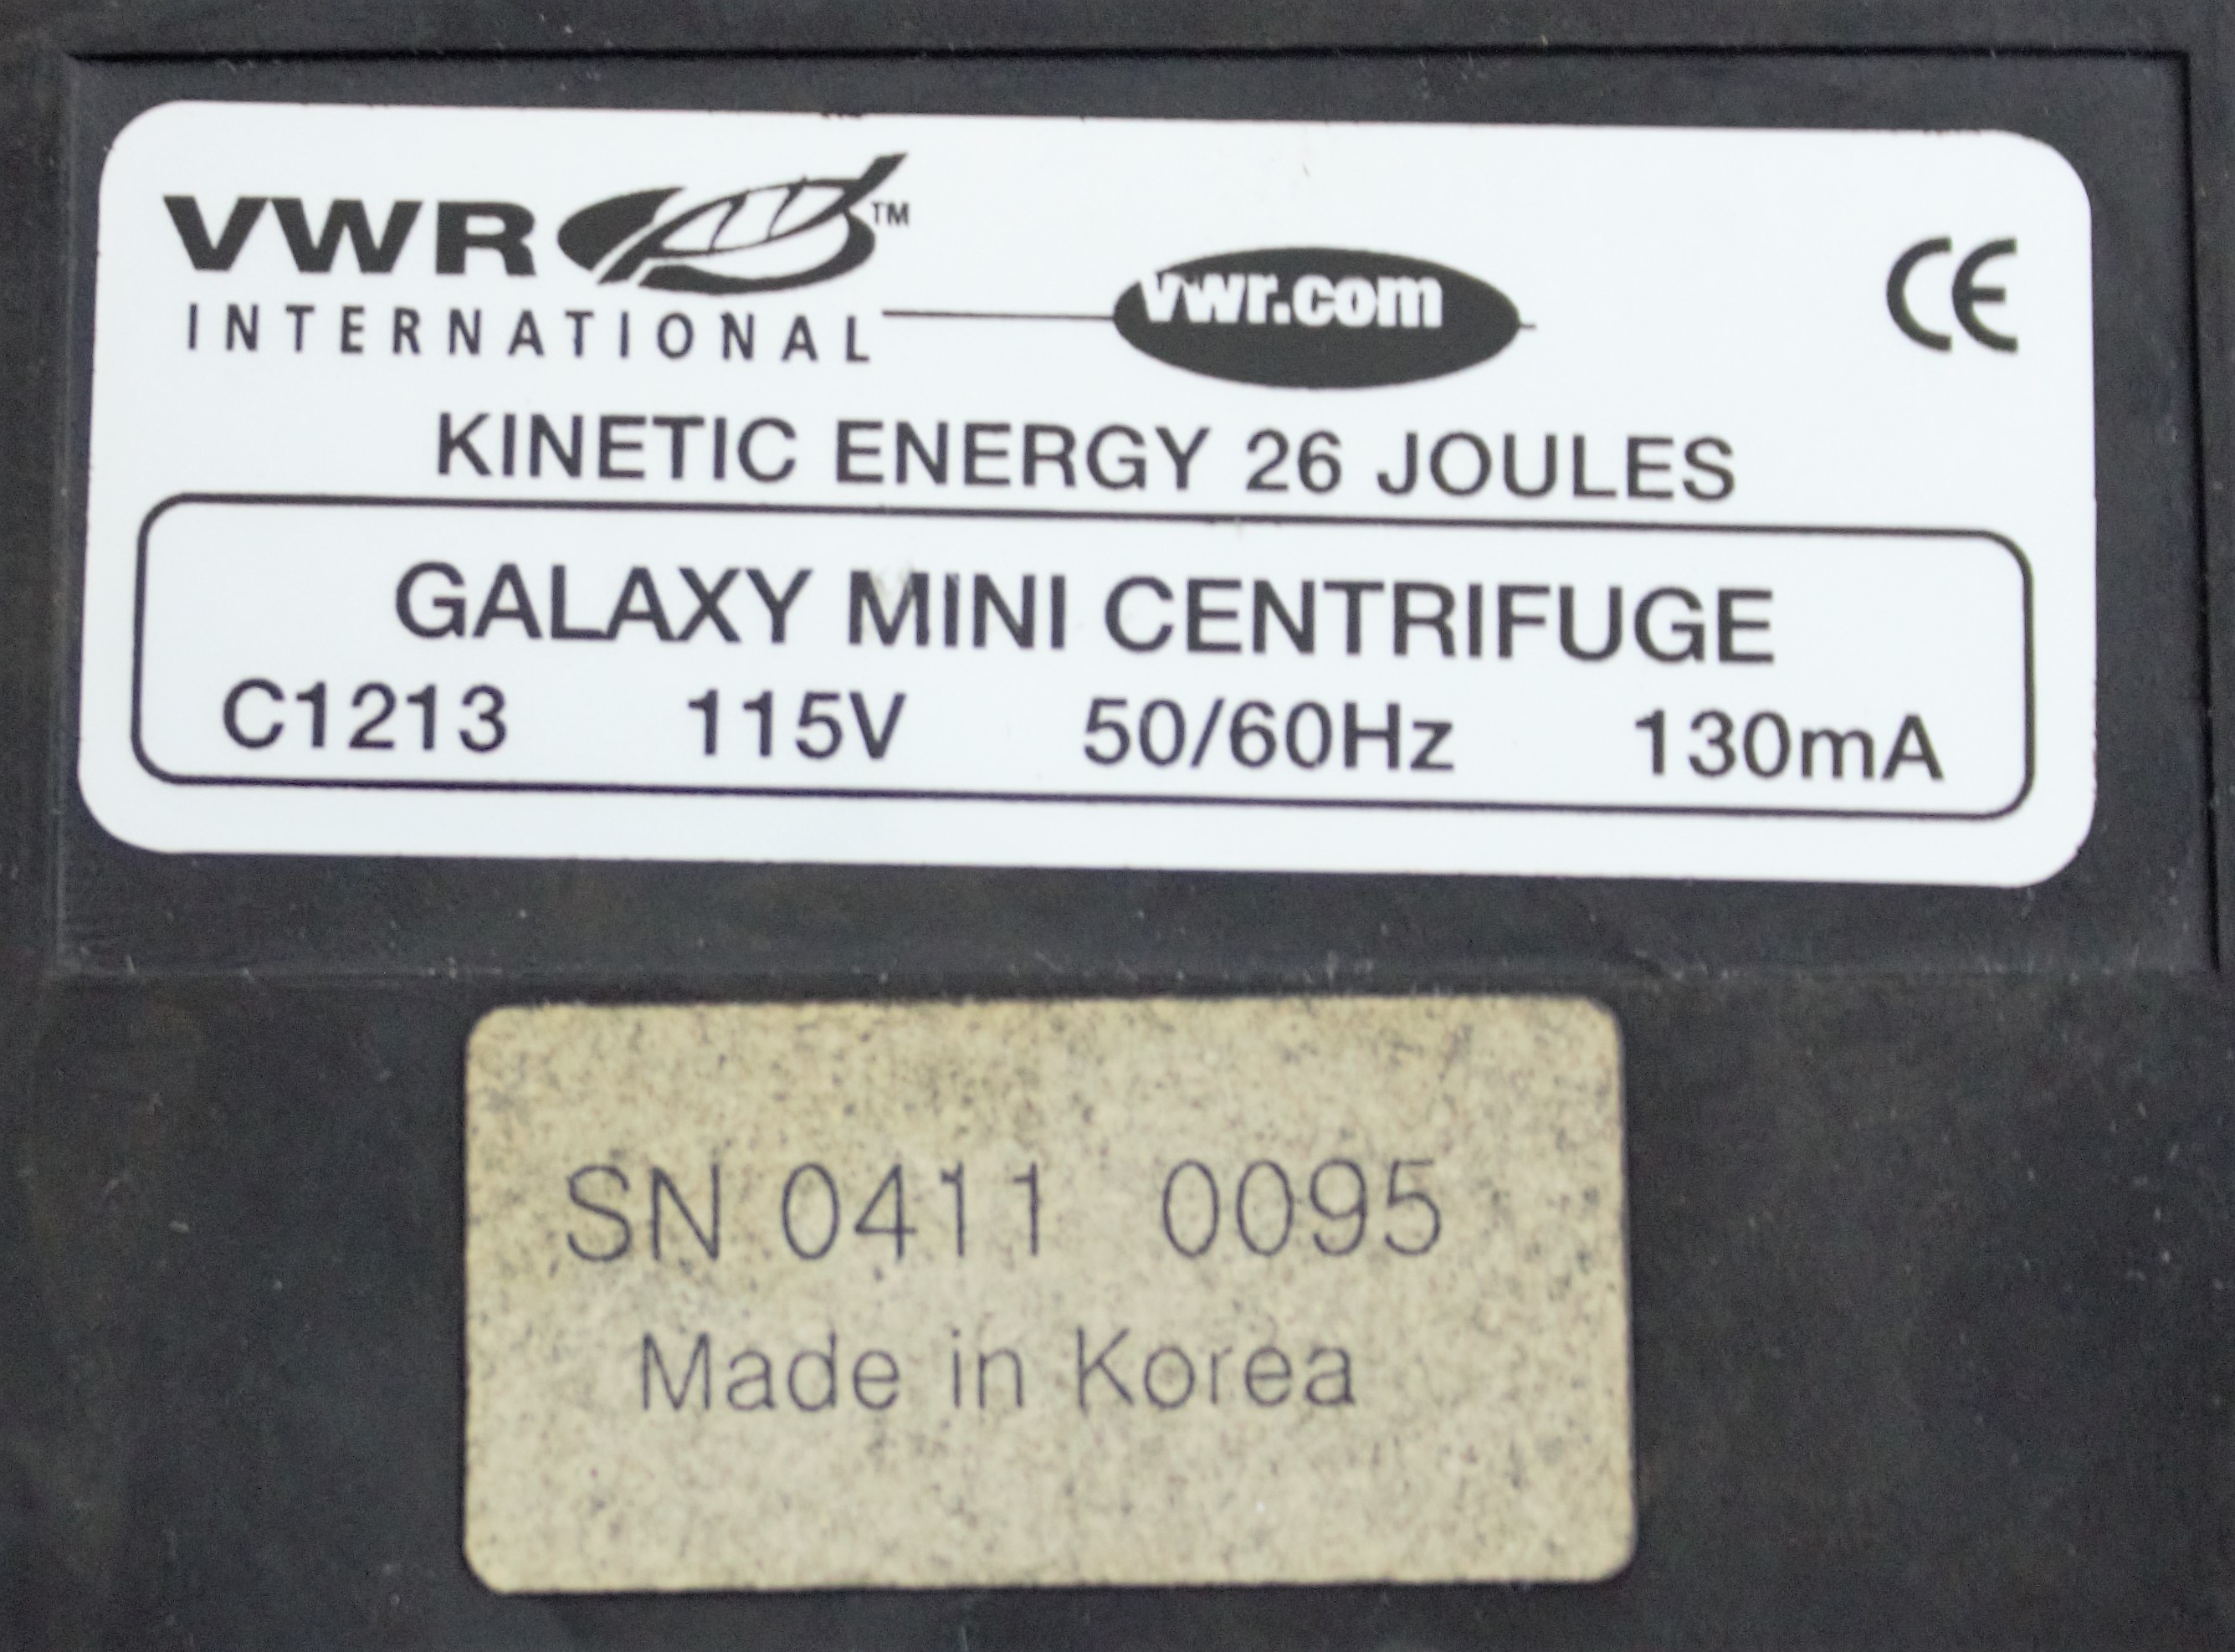 VWR™
INTERNATIONAL
vwr.com
CE
KINETIC ENERGY 26 JOULES
GALAXY MINI CENTRIFUGE
C1213 115V 50/60Hz 130mA
SN 0411 0095
Made in Korea